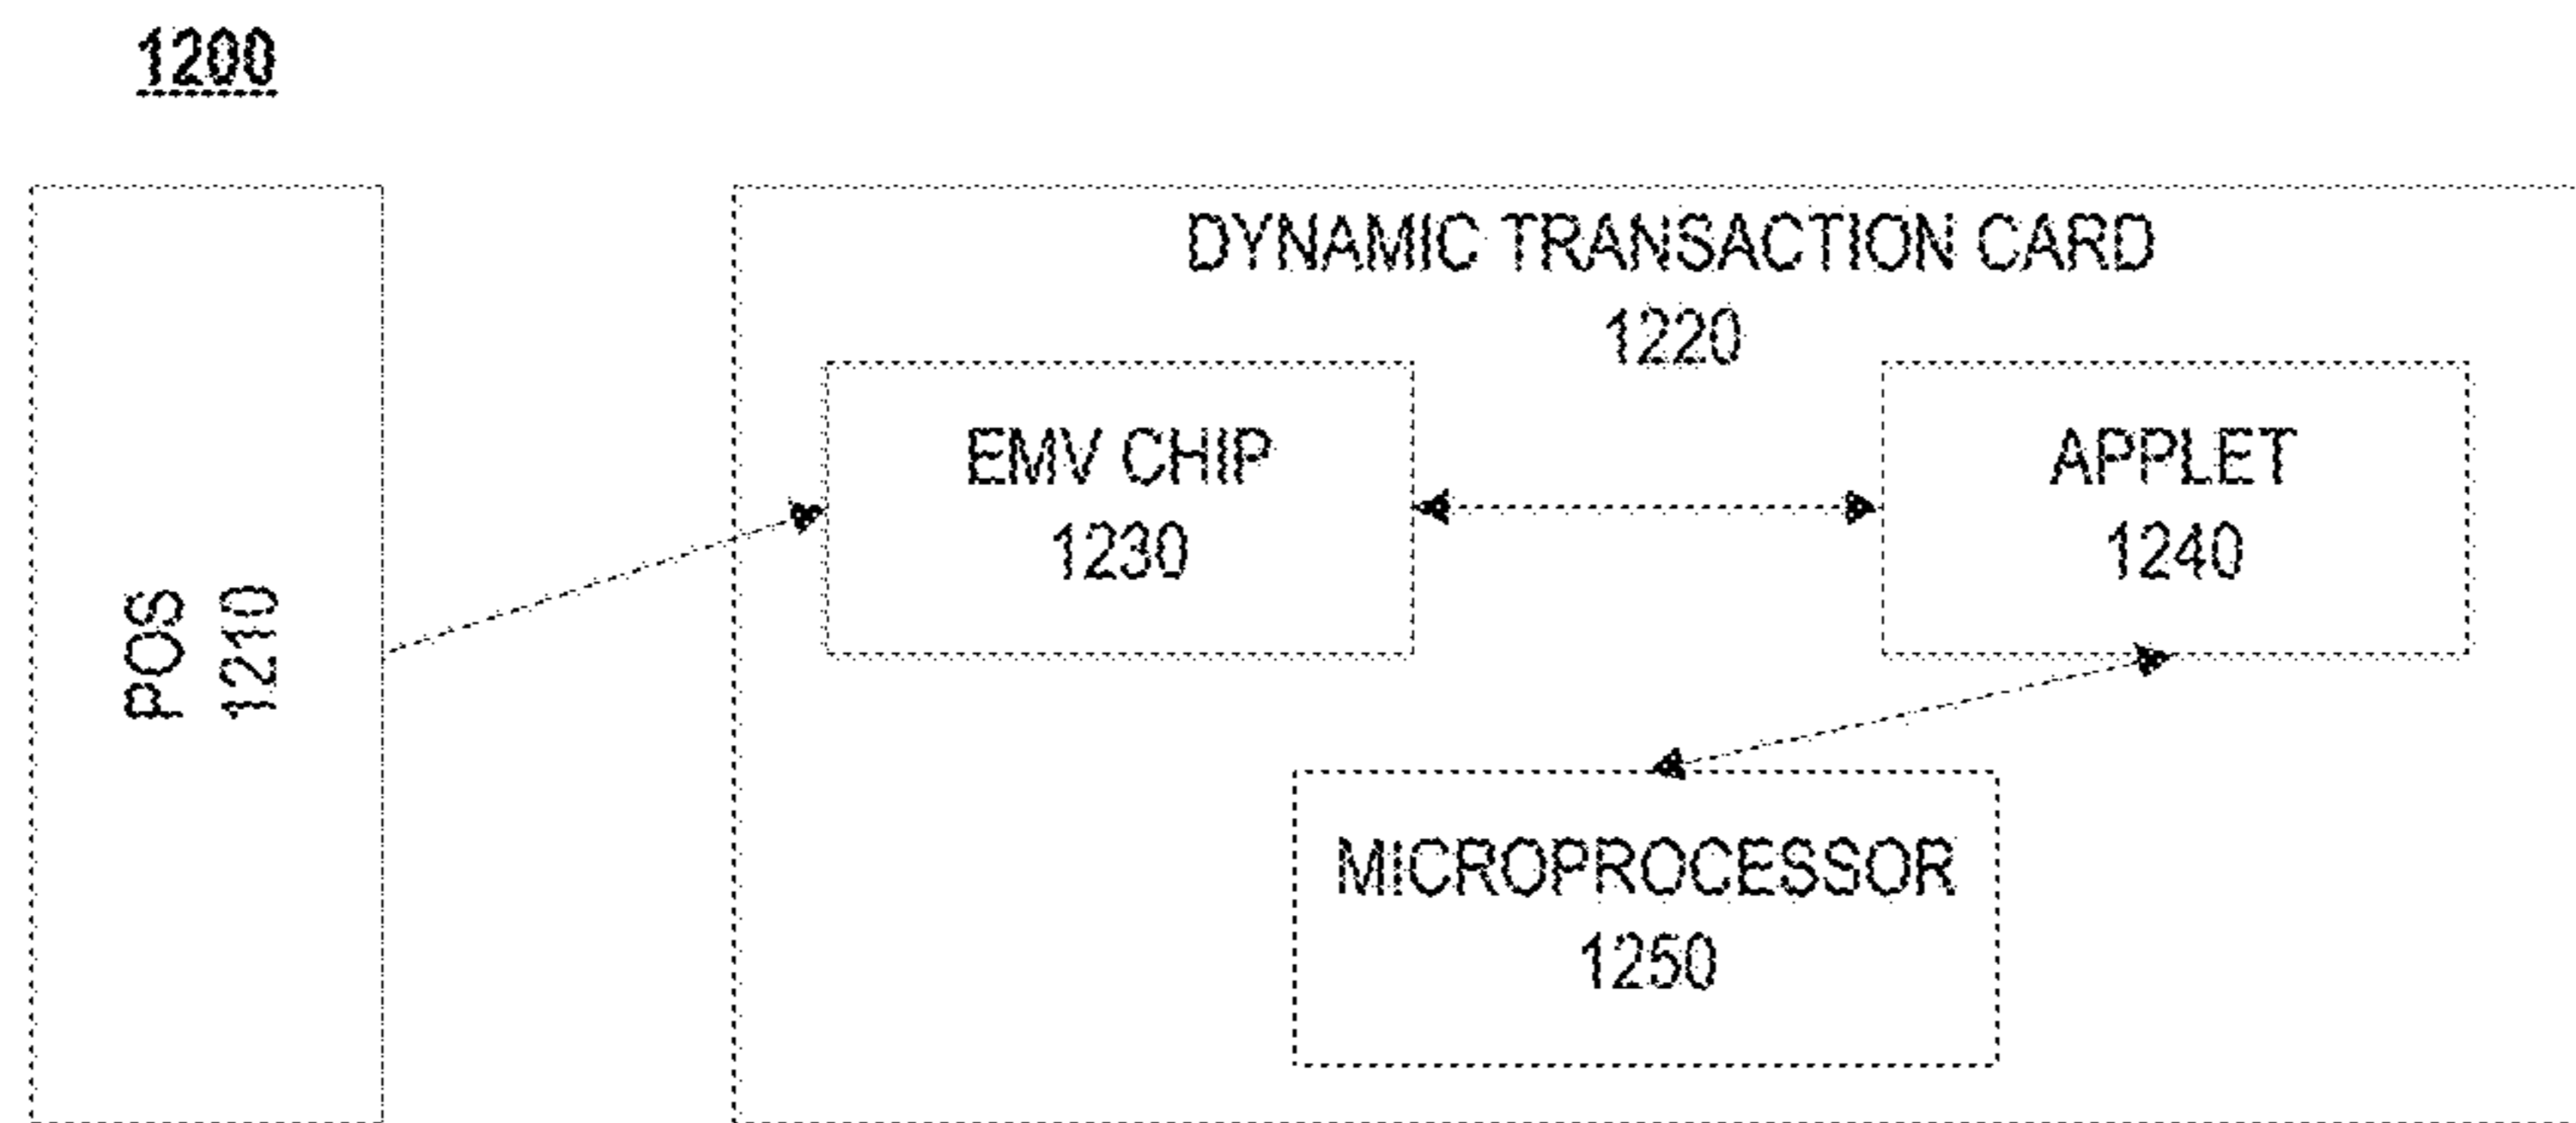 1200
POS
1210
DYNAMIC TRANSACTION CARD
1220
EMV CHIP
1230
APPLET
1240
MICROPROCESSOR
1250